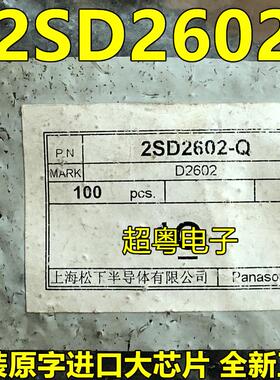 2SD2602
P N 2SD2602-Q
MARK D2602
100 pcs.
超粤电子
上海松下半导体有限公司 Panaso
装原字进口大芯片 全新